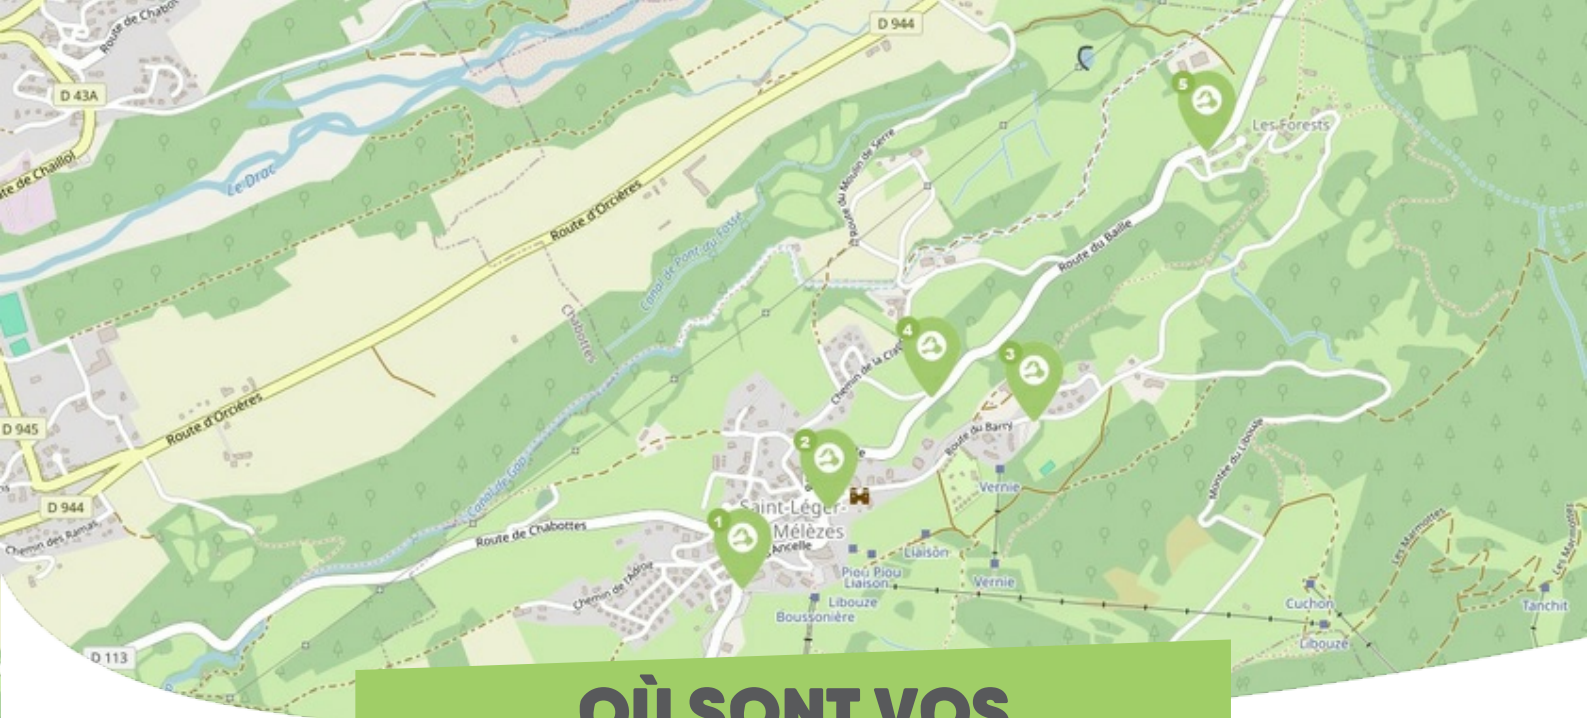 Route de Chabot
D 944
D 43A
5
Les Forests
te de Chaillol
Route du Moulin de Serre
Le Drac
Route d'Orcières
Canal de Pont du Fossé
Route du Baille
Chabottes
4
3
Chemin de la Cra
D 945
Route d'Orcières
2
Route du Barry
Montée du Libouze
Canal de Gap
Vernie
D 944
Saint-Léger-
Mélèzes
1
Ancelle
Chemin des Ramas
Route de Chabottes
Liaison
Les Marmottes
Les Marmottes
Chemin de l'Adroit
Piou Piou
Liaison
Vernie
Libouze
Boussonière
Cuchon
Tanchit
Libouze
D 113
OÙ SONT VOS